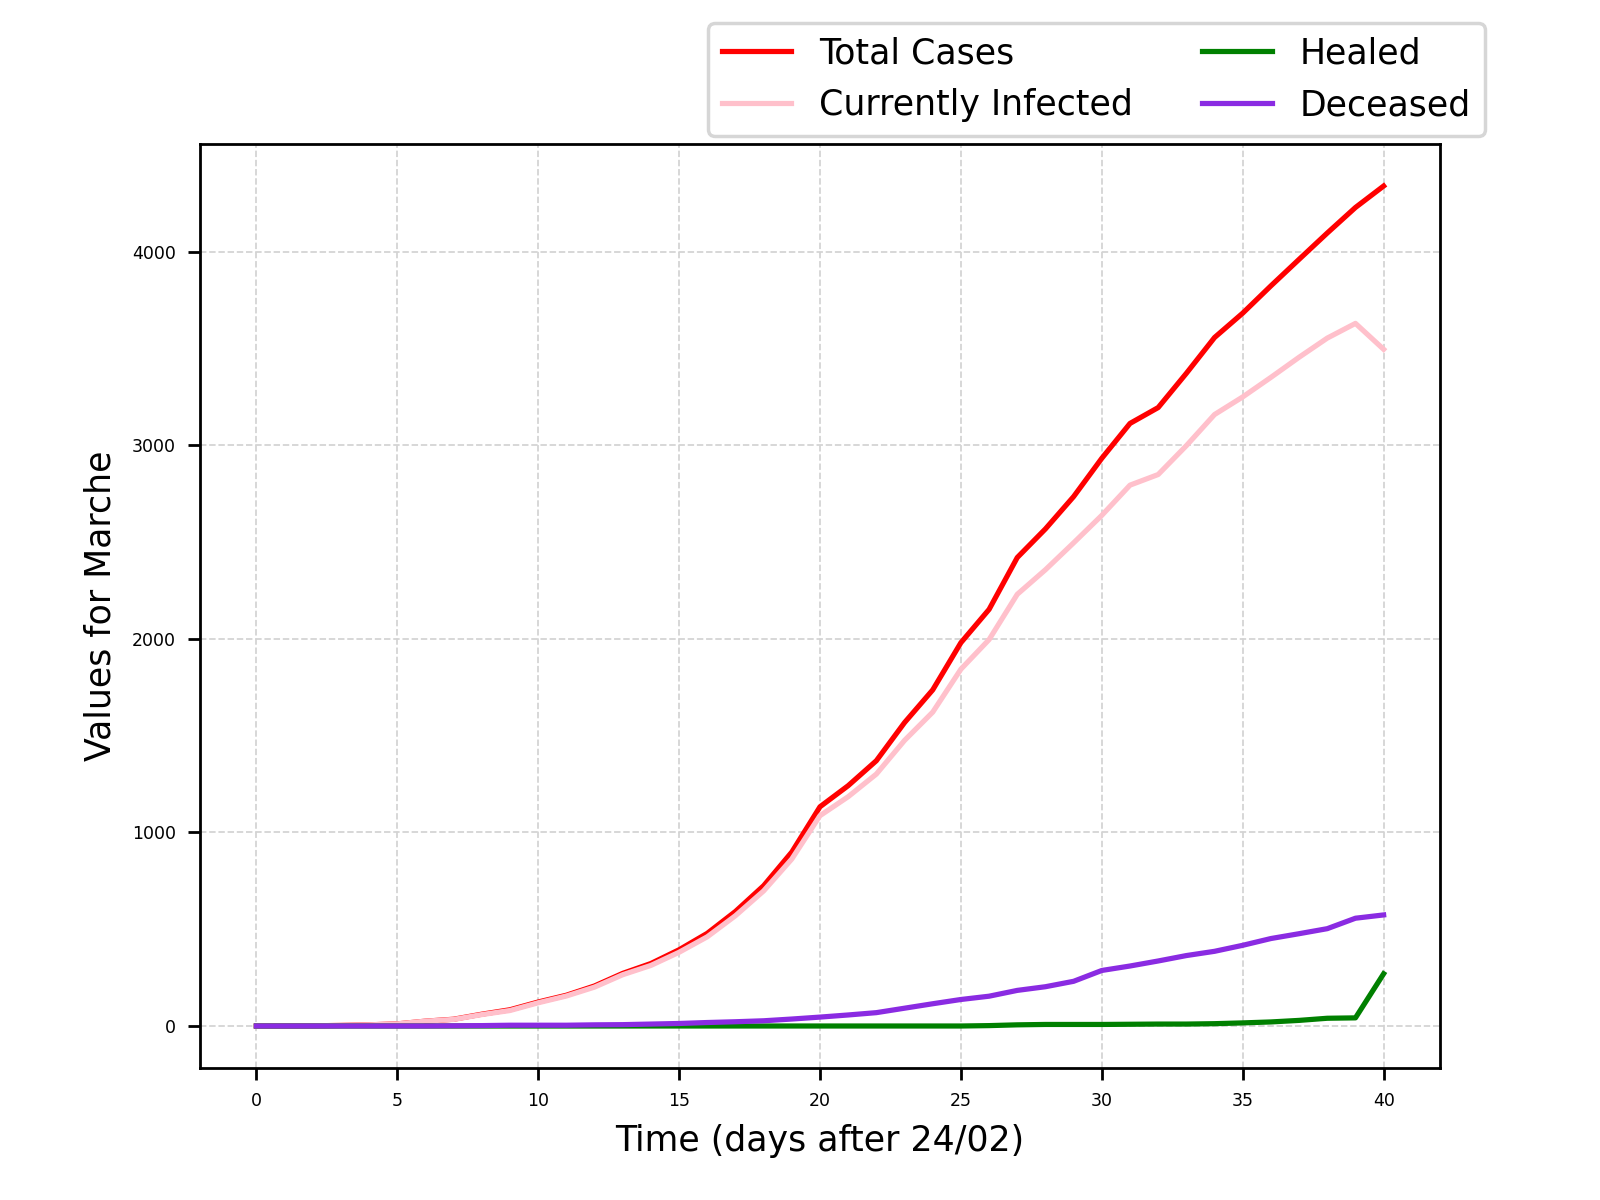 Total Cases
Currently Infected
Healed
Deceased
4000
3000
2000
1000
0
Values for Marche
0 5 10 15 20 25 30 35 40
Time (days after 24/02)